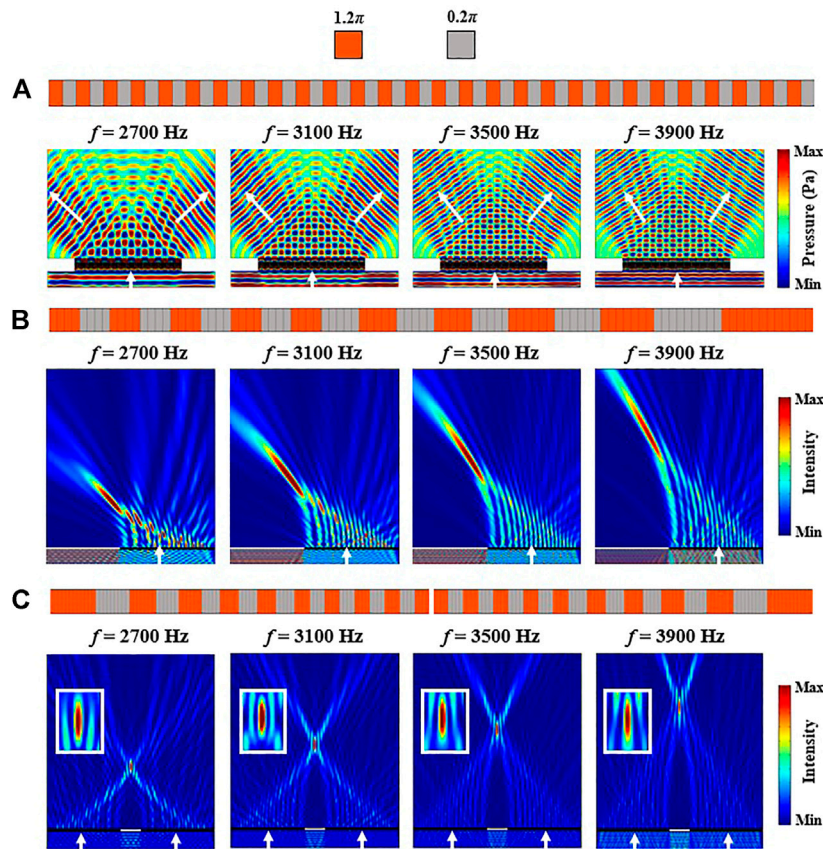 1.2π 0.2π
A
f = 2700 Hz f = 3100 Hz f = 3500 Hz f = 3900 Hz
Max
Pressure (Pa)
Min
B
f = 2700 Hz f = 3100 Hz f = 3500 Hz f = 3900 Hz
Max
Intensity
Min
C
f = 2700 Hz f = 3100 Hz f = 3500 Hz f = 3900 Hz
Max
Intensity
Min